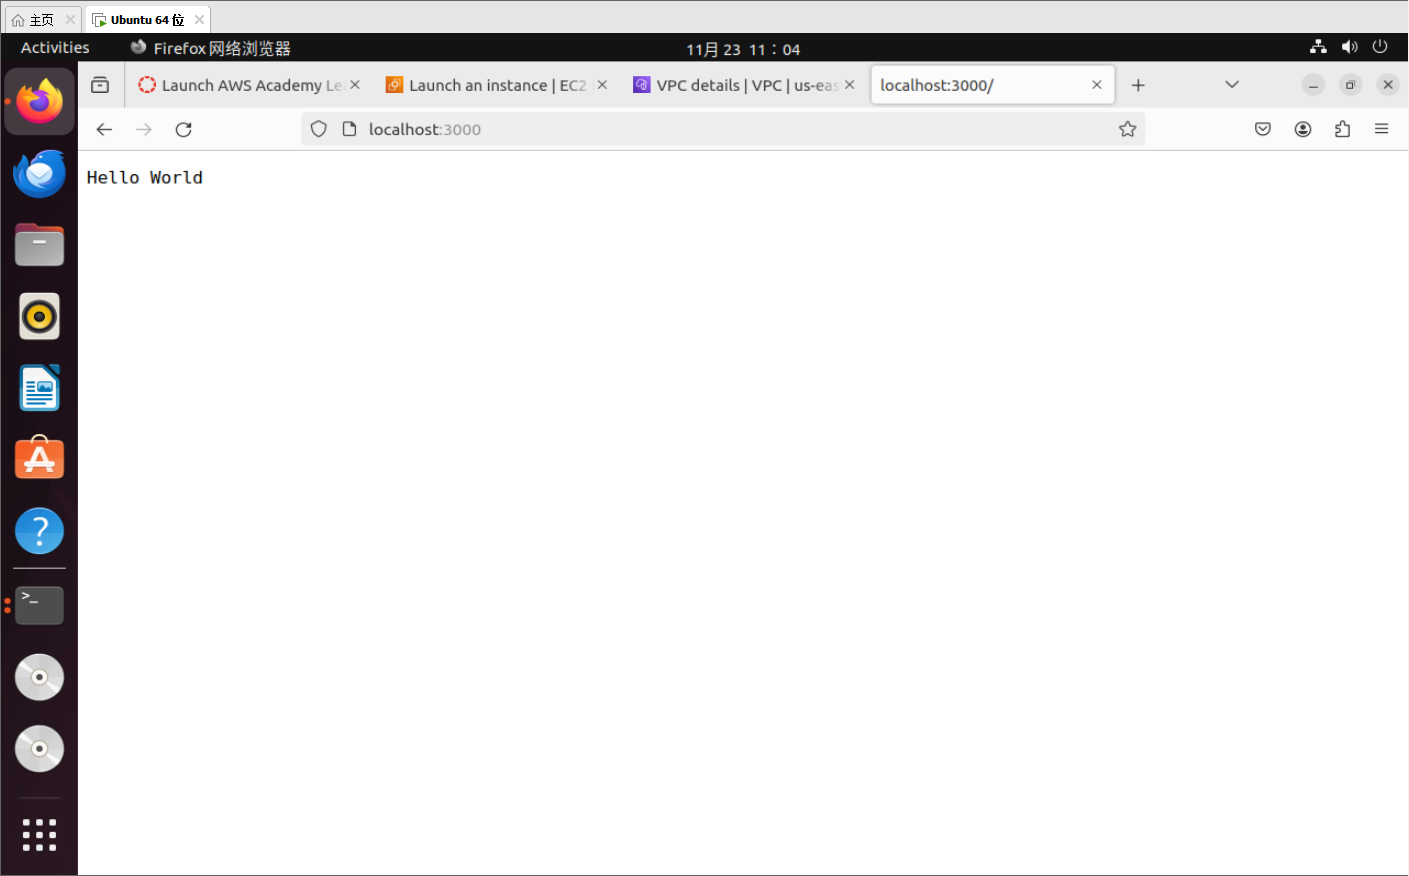 主页
Ubuntu 64 位
Activities
Firefox 网络浏览器
11月 23 11：04
Launch AWS Academy Le
Launch an instance | EC2
VPC details | VPC | us-eas
localhost:3000/
localhost:3000
Hello World